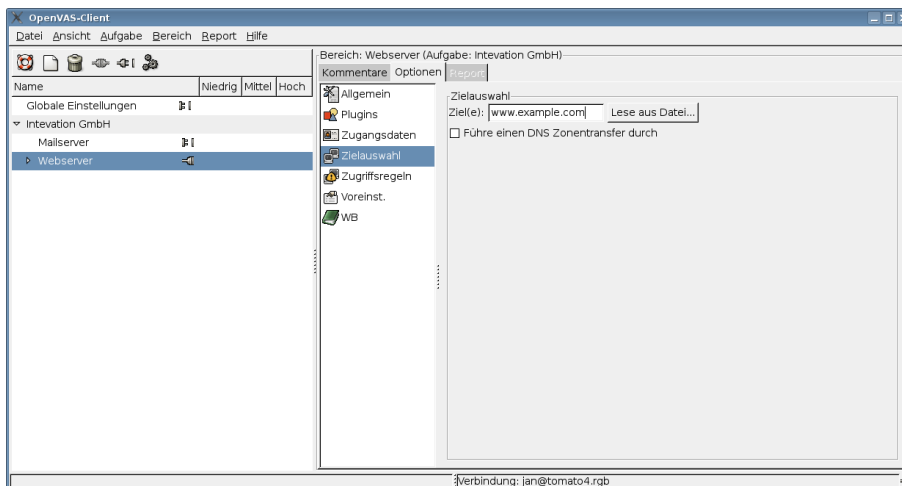 OpenVAS-Client
Datei Ansicht Aufgabe Bereich Report Hilfe
Name Niedrig Mittel Hoch
Globale Einstellungen
Intevation GmbH
Mailserver
Webserver
Bereich: Webserver (Aufgabe: Intevation GmbH)
Kommentare Optionen Report
Allgemein
Plugins
Zugangsdaten
Zielauswahl
Zugriffsregeln
Voreinst.
WB
Zielauswahl
Ziel(e): www.example.com Lese aus Datei...
Führe einen DNS Zonentransfer durch
Verbindung: jan@tomato4.rgb